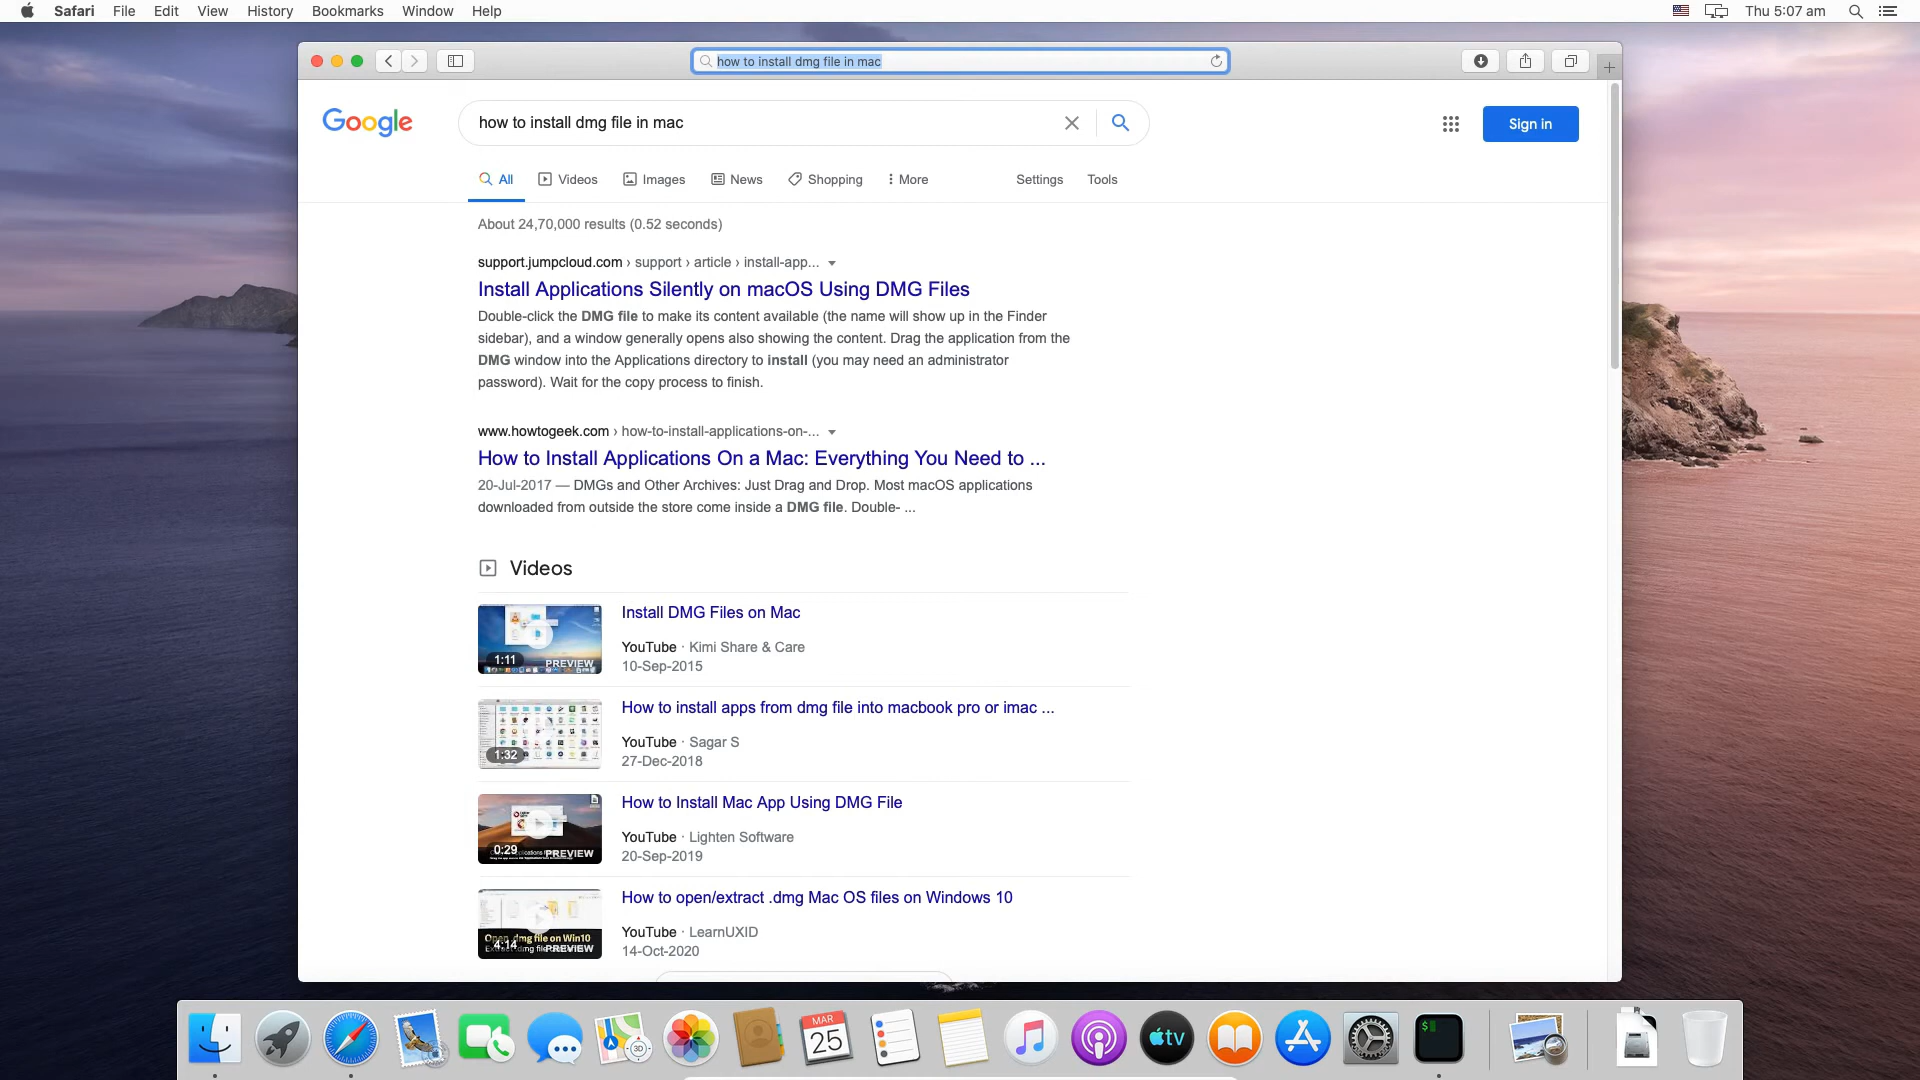 Safari File Edit View History Bookmarks Window Help Thu 5:07 am
how to install dmg file in mac
Google how to install dmg file in mac Sign in
All Videos Images News Shopping More Settings Tools
About 24,70,000 results (0.52 seconds)
support.jumpcloud.com › support › article › install-app...
Install Applications Silently on macOS Using DMG Files
Double-click the DMG file to make its content available (the name will show up in the Finder
sidebar), and a window generally opens also showing the content. Drag the application from the
DMG window into the Applications directory to install (you may need an administrator
password). Wait for the copy process to finish.
www.howtogeek.com › how-to-install-applications-on-...
How to Install Applications On a Mac: Everything You Need to ...
20-Jul-2017 — DMGs and Other Archives: Just Drag and Drop. Most macOS applications
downloaded from outside the store come inside a DMG file. Double- ...
Videos
Install DMG Files on Mac
YouTube · Kimi Share & Care
10-Sep-2015
1:11 PREVIEW
How to install apps from dmg file into macbook pro or imac ...
YouTube · Sagar S
27-Dec-2018
1:32
How to Install Mac App Using DMG File
YouTube · Lighten Software
20-Sep-2019
0:29 PREVIEW
How to open/extract .dmg Mac OS files on Windows 10
YouTube · LearnUXID
14-Oct-2020
Open .dmg file on Win10
4:14 PREVIEW
MAR
25
3D
tv
$